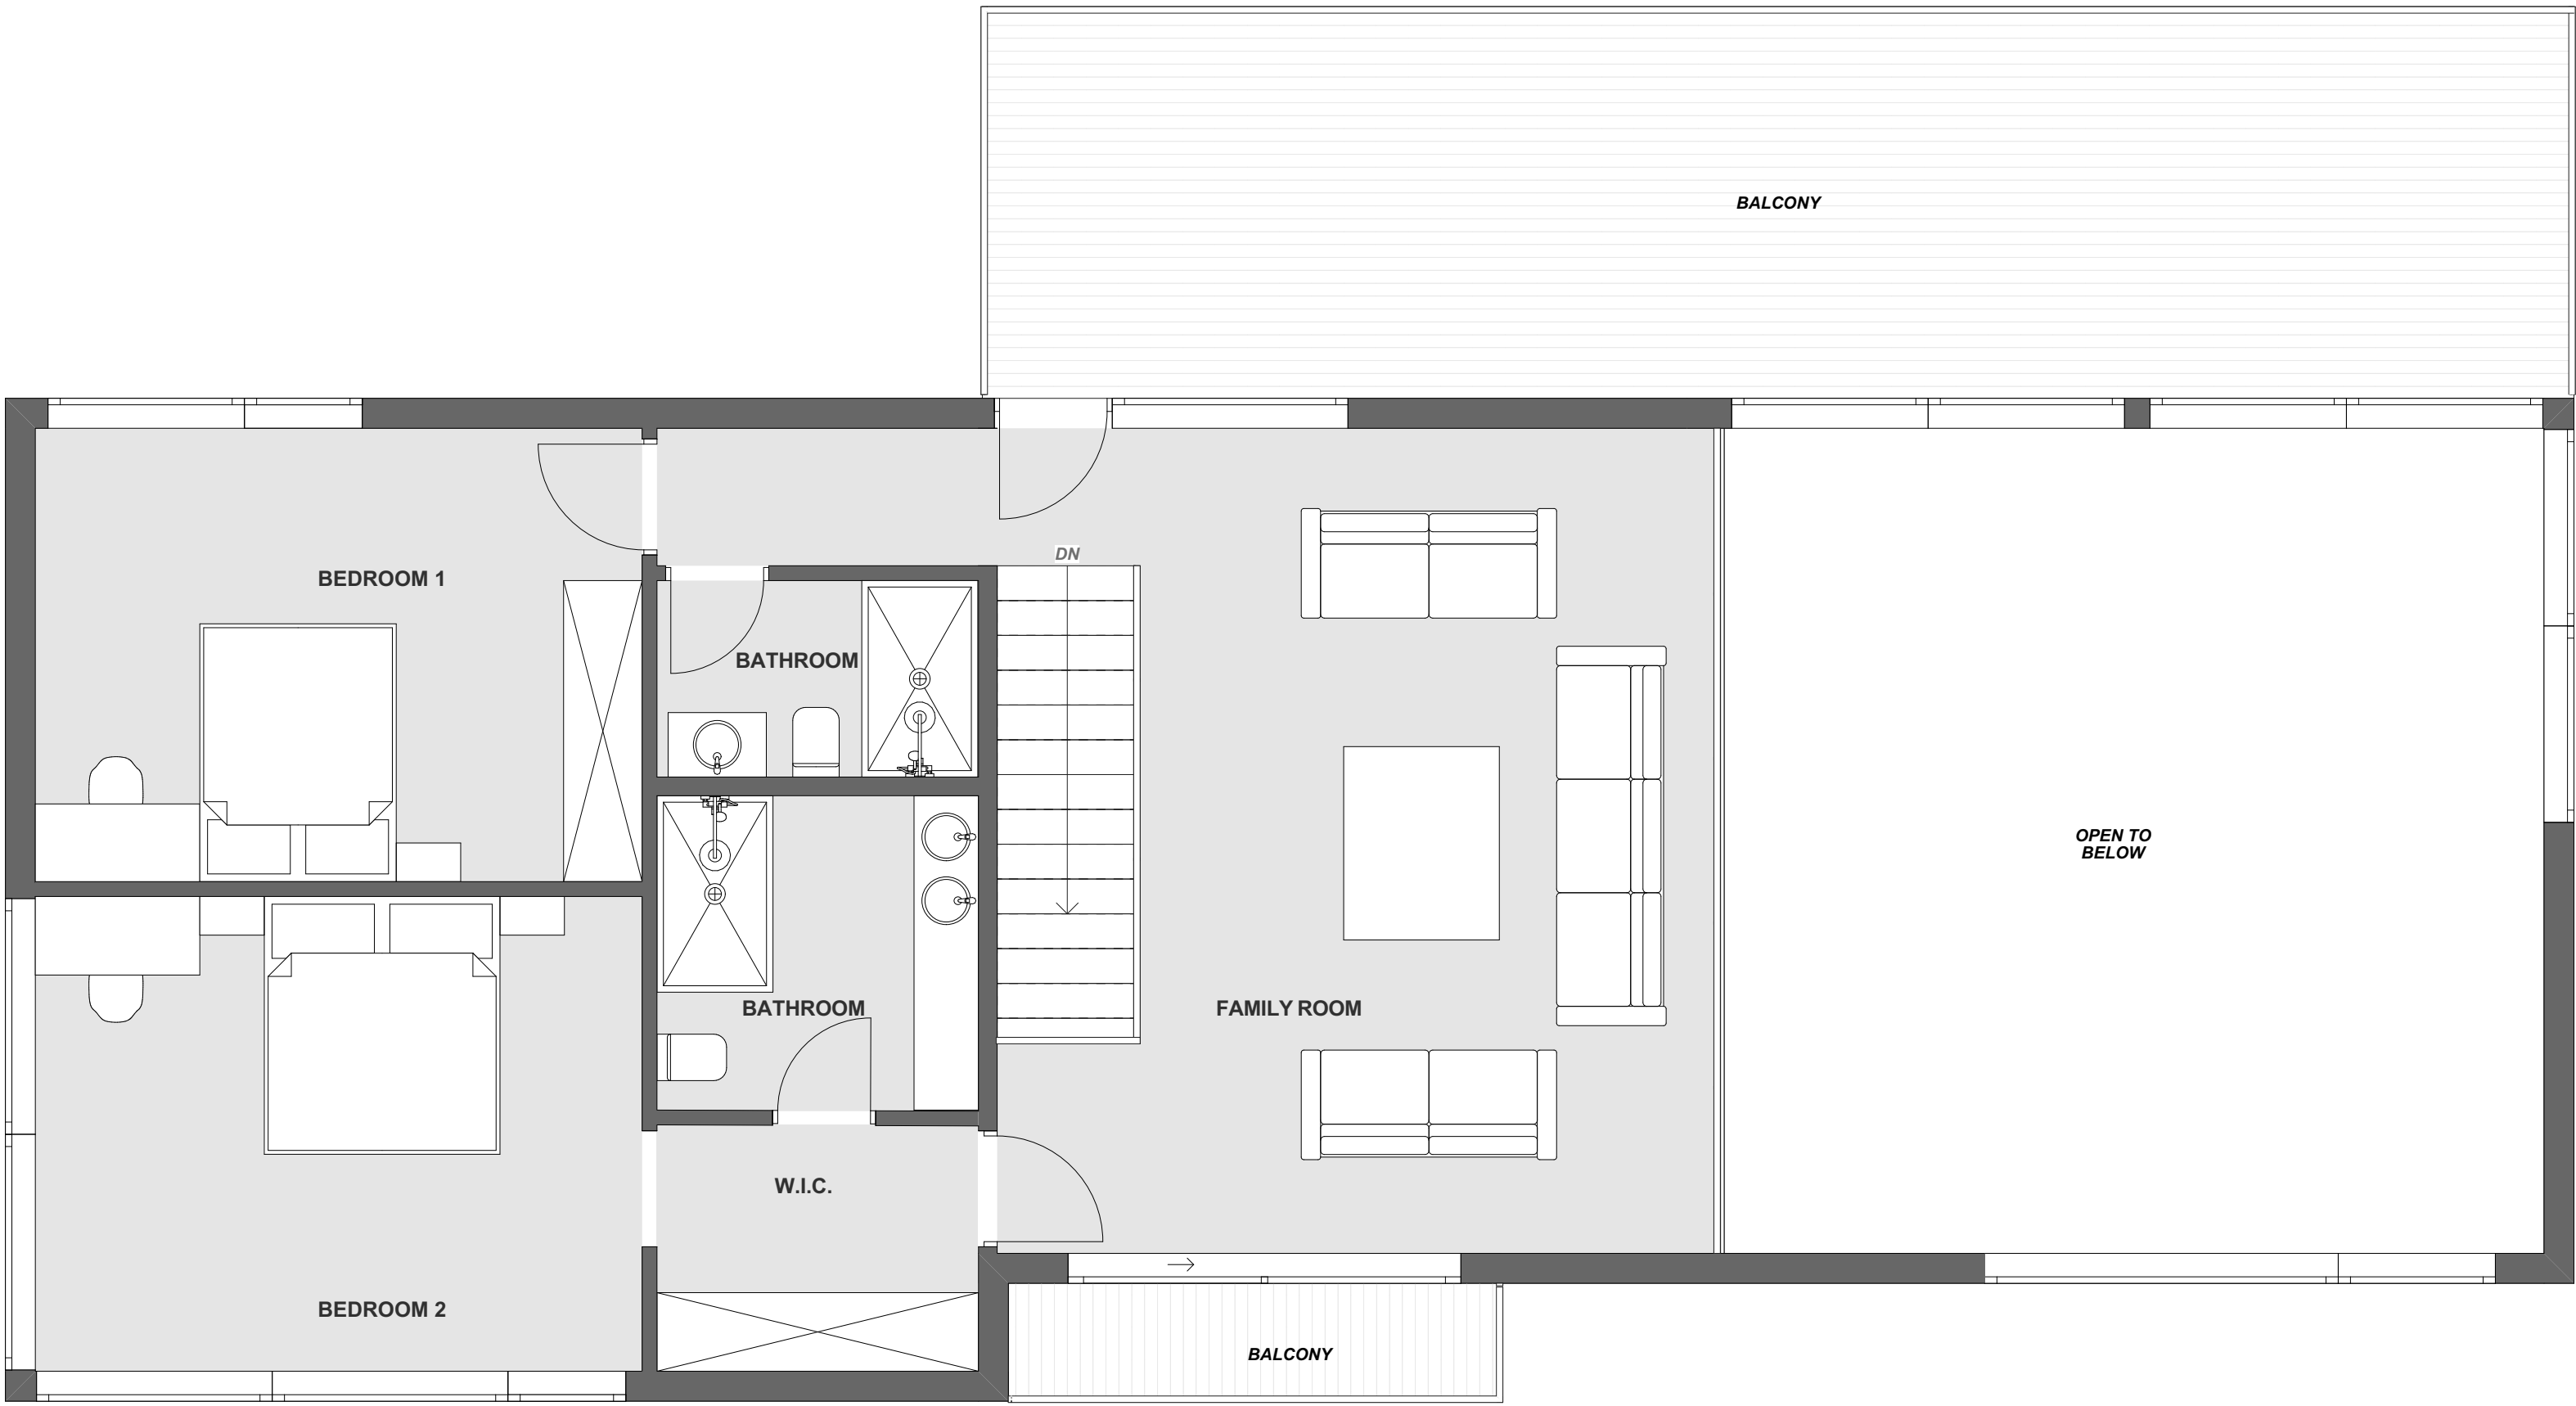 BALCONY
DN
BEDROOM 1
BATHROOM
OPEN TO
BELOW
BATHROOM
FAMILY ROOM
W.I.C.
BEDROOM 2
BALCONY